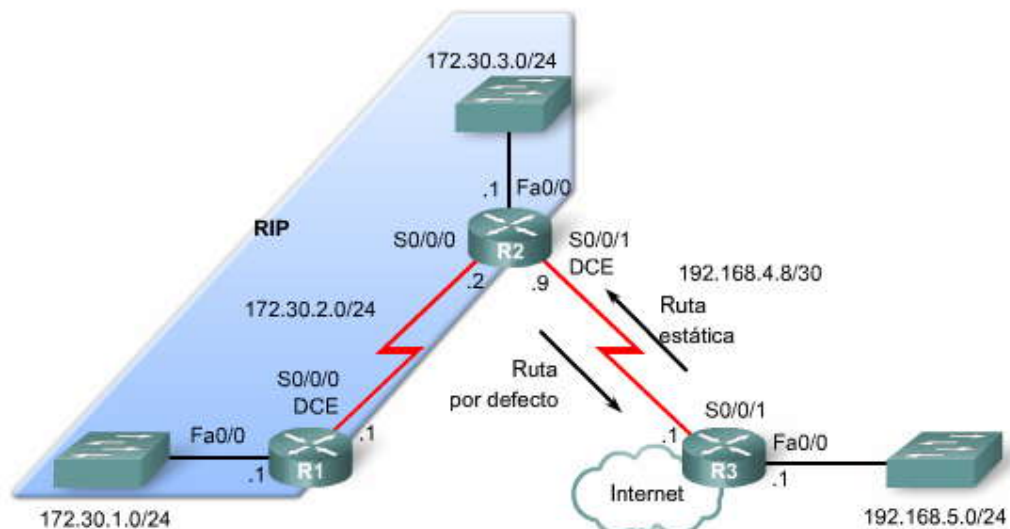 172.30.3.0/24
.1
Fa0/0
RIP
S0/0/0
R2
S0/0/1
DCE
.2
.9
192.168.4.8/30
172.30.2.0/24
Ruta
estática
Ruta
por defecto
S0/0/0
DCE
S0/0/1
Fa0/0
.1
.1
R1
.1
R3
Fa0/0
.1
Internet
172.30.1.0/24
192.168.5.0/24